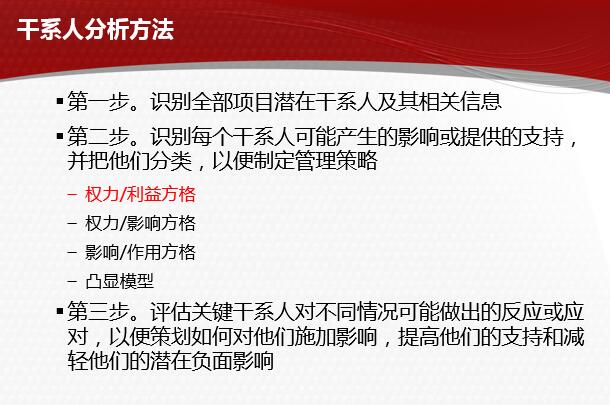 干系人分析方法
▪第一步。识别全部项目潜在干系人及其相关信息
▪第二步。识别每个干系人可能产生的影响或提供的支持，
并把他们分类，以便制定管理策略
– 权力/利益方格
– 权力/影响方格
– 影响/作用方格
– 凸显模型
▪第三步。评估关键干系人对不同情况可能做出的反应或应
对，以便策划如何对他们施加影响，提高他们的支持和减
轻他们的潜在负面影响